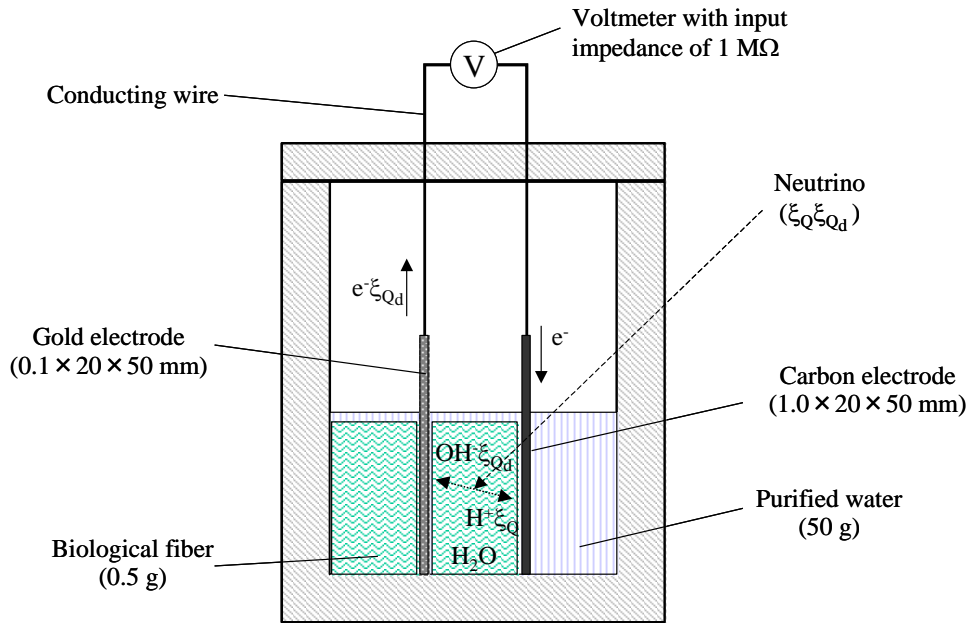 Voltmeter with input
impedance of 1 MΩ
V
Conducting wire
Neutrino
(ξQξQd)
e-ξQd
e-
Gold electrode
(0.1×20×50 mm)
Carbon electrode
(1.0×20×50 mm)
OH-ξQd
H+ξQ
H2O
Purified water
(50 g)
Biological fiber
(0.5 g)